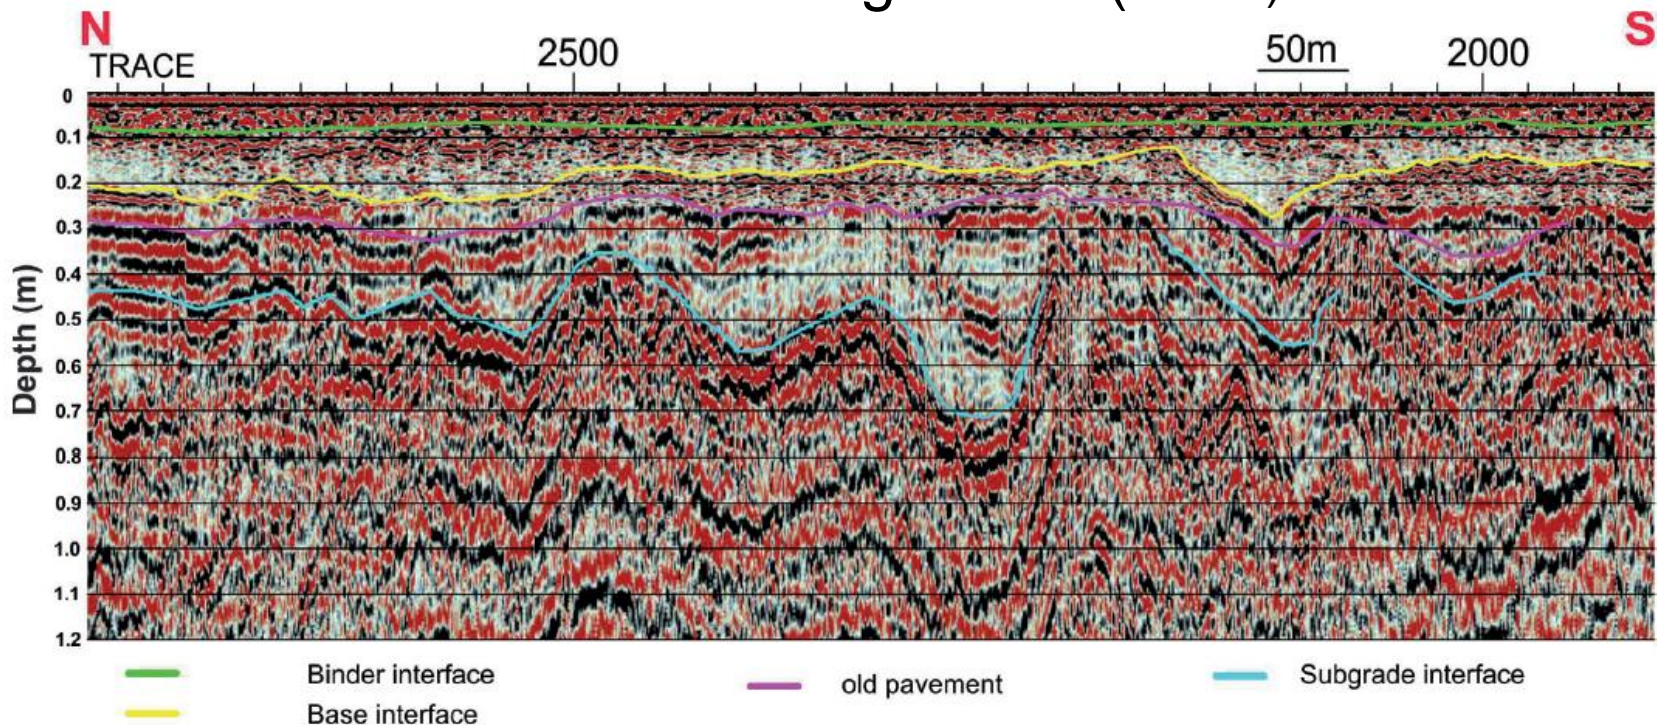 N S
TRACE 2500 50m 2000
0
0.1
0.2
0.3
0.4
0.5
0.6
0.7
0.8
0.9
1.0
1.1
1.2
Depth (m)
Binder interface
Base interface
old pavement
Subgrade interface